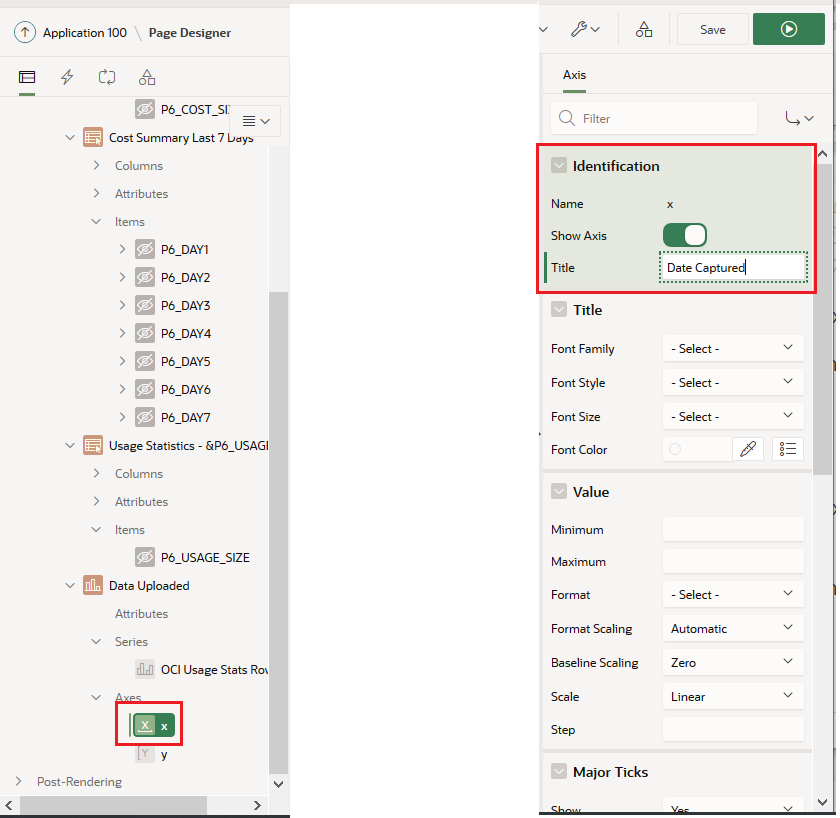 Application 100 \ Page Designer
P6_COST_SI
Cost Summary Last 7 Days
Columns
Attributes
Items
P6_DAY1
P6_DAY2
P6_DAY3
P6_DAY4
P6_DAY5
P6_DAY6
P6_DAY7
Usage Statistics - &P6_USAGE
Columns
Attributes
Items
P6_USAGE_SIZE
Data Uploaded
Attributes
Series
OCI Usage Stats Rov
Axes
X x
Y y
Post-Rendering
Save
Axis
Filter
Identification
Name x
Show Axis
Title Date Captured
Title
Font Family - Select -
Font Style - Select -
Font Size - Select -
Font Color
Value
Minimum
Maximum
Format - Select -
Format Scaling Automatic
Baseline Scaling Zero
Scale Linear
Step
Major Ticks
Show Yes